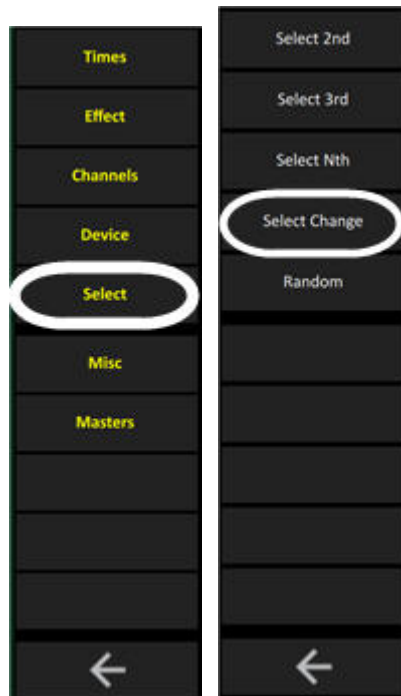 Times
Effect
Channels
Device
Select
Misc
Masters
Select 2nd
Select 3rd
Select Nth
Select Change
Random